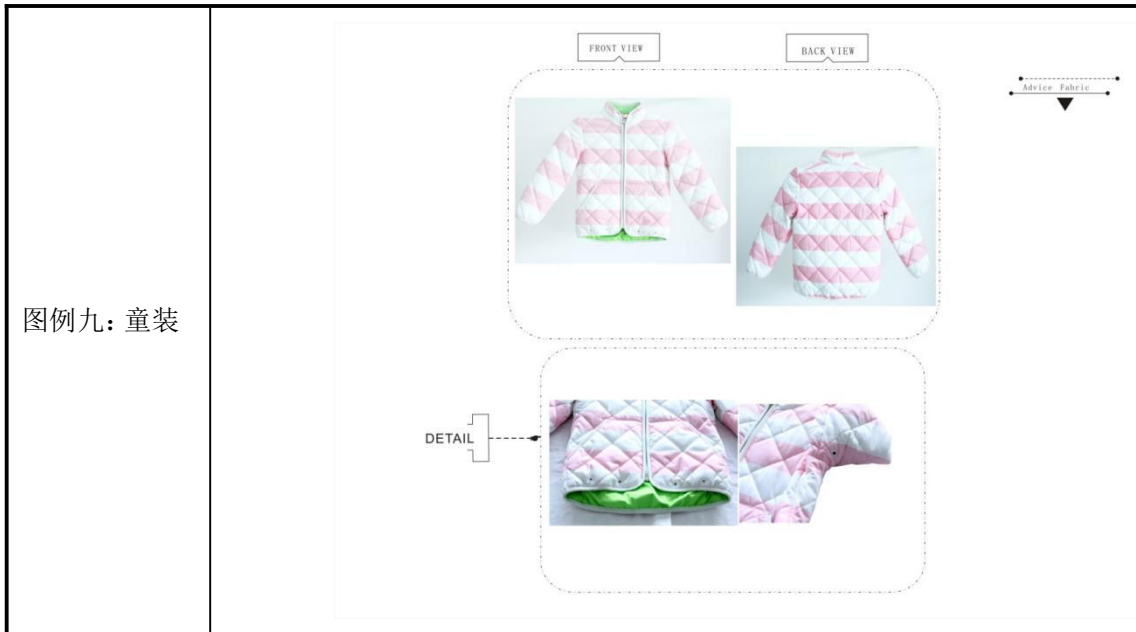 图例九：童装
FRONT VIEW
BACK VIEW
Advice Fabric
DETAIL